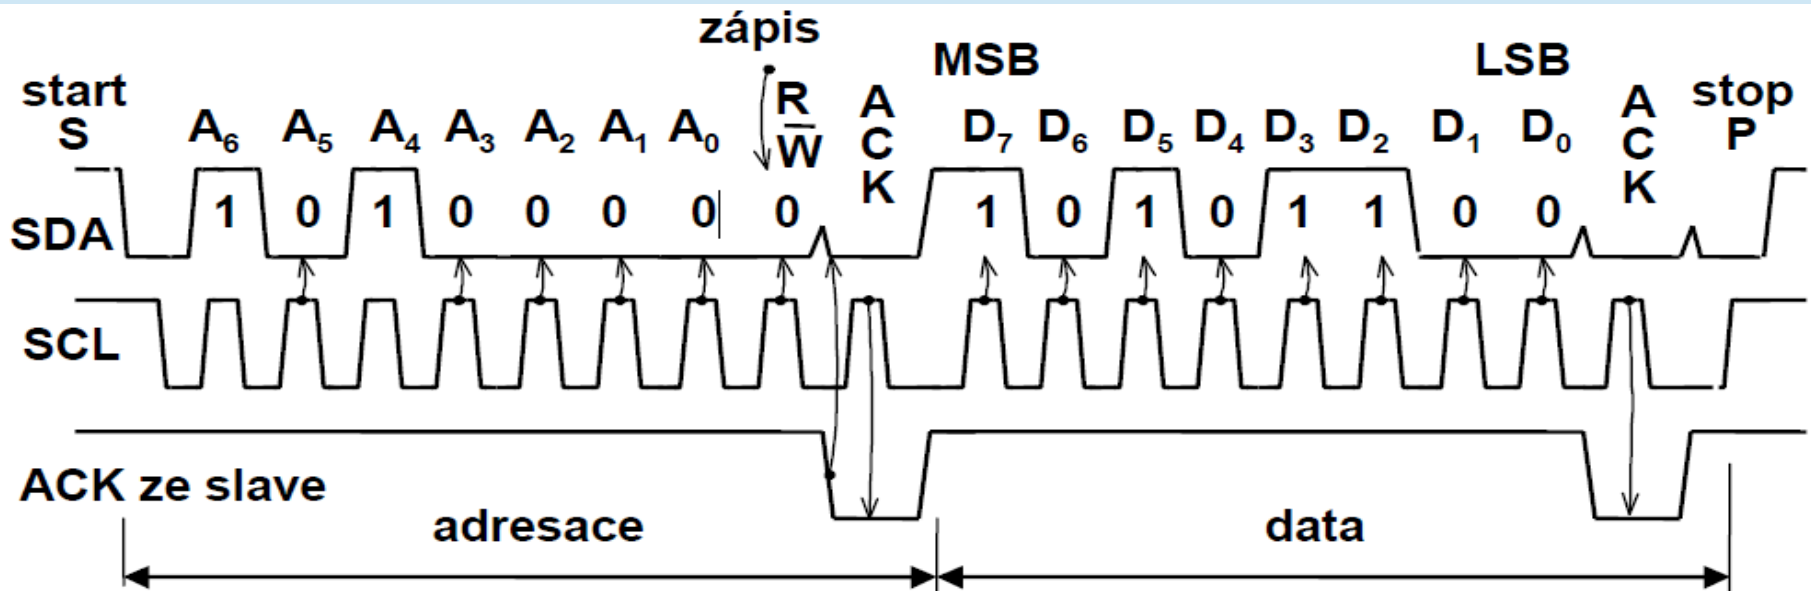 zápis
MSB LSB
start S A₆ A₅ A₄ A₃ A₂ A₁ A₀ R/W̅ ACK D₇ D₆ D₅ D₄ D₃ D₂ D₁ D₀ ACK stop P
SDA 1 0 1 0 0 0 0 0 1 0 1 0 1 1 0 0
SCL
ACK ze slave
adresace data